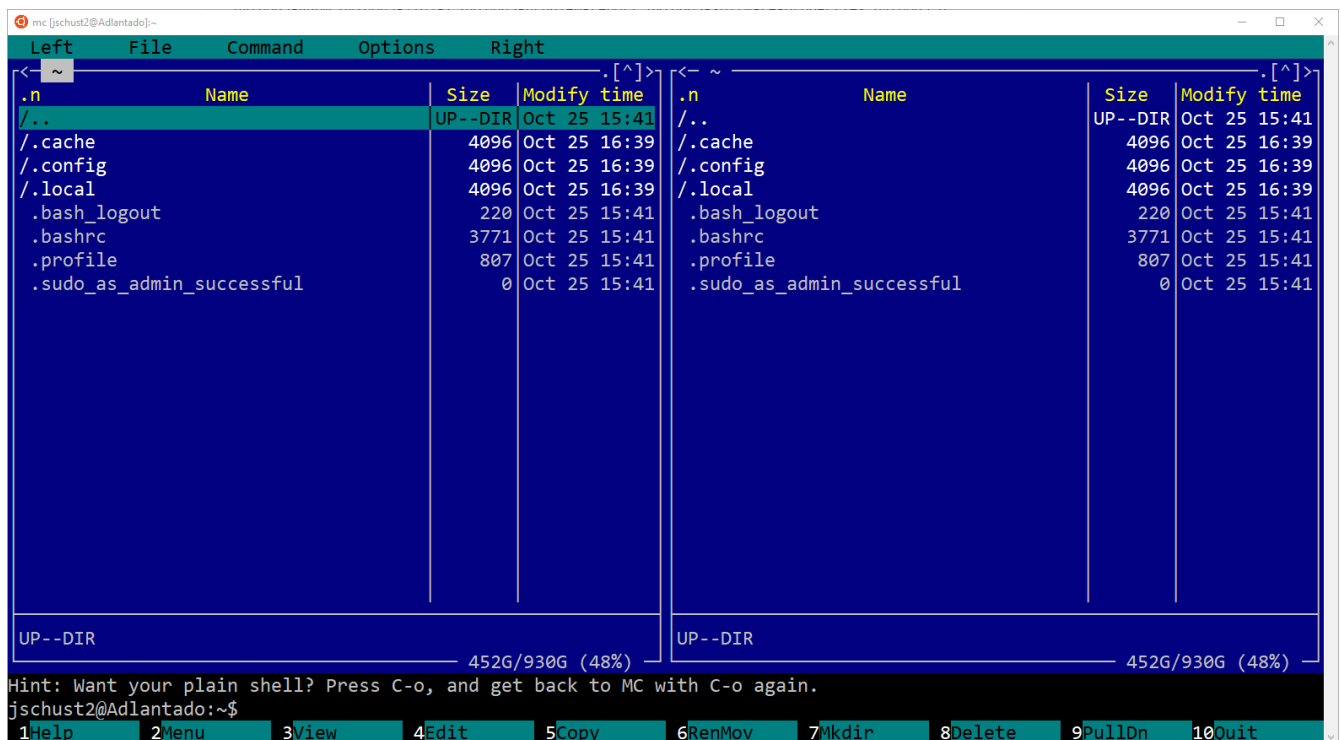 mc [jschust2@Adlantado]:~
Left File Command Options Right
<─ ~ ─.[^]> <─ ~ ─.[^]>
.n Name Size Modify time .n Name Size Modify time
/.. UP--DIR Oct 25 15:41 /.. UP--DIR Oct 25 15:41
/.cache 4096 Oct 25 16:39 /.cache 4096 Oct 25 16:39
/.config 4096 Oct 25 16:39 /.config 4096 Oct 25 16:39
/.local 4096 Oct 25 16:39 /.local 4096 Oct 25 16:39
.bash_logout 220 Oct 25 15:41 .bash_logout 220 Oct 25 15:41
.bashrc 3771 Oct 25 15:41 .bashrc 3771 Oct 25 15:41
.profile 807 Oct 25 15:41 .profile 807 Oct 25 15:41
.sudo_as_admin_successful 0 Oct 25 15:41 .sudo_as_admin_successful 0 Oct 25 15:41
UP--DIR UP--DIR
452G/930G (48%) 452G/930G (48%)
Hint: Want your plain shell? Press C-o, and get back to MC with C-o again.
jschust2@Adlantado:~$
1Help 2Menu 3View 4Edit 5Copy 6RenMov 7Mkdir 8Delete 9PullDn 10Quit